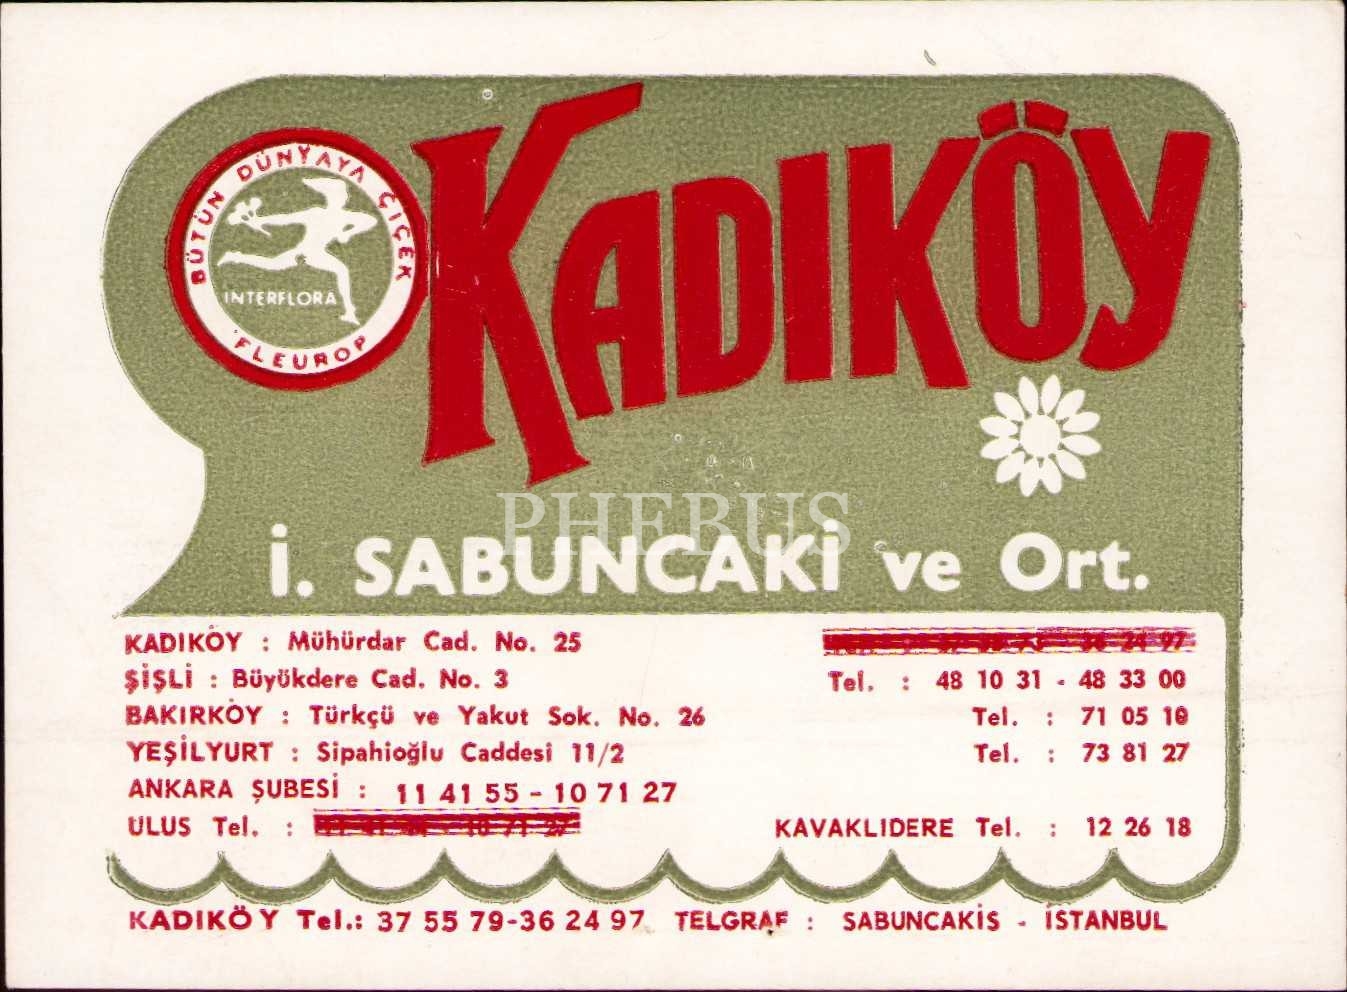 BÜTÜN DÜNYAYA ÇİÇEK
INTERFLORA
FLEUROP
KADIKÖY
PHEBUS
İ. SABUNCAKİ ve Ort.
KADIKÖY : Mühürdar Cad. No. 25
ŞİŞLİ : Büyükdere Cad. No. 3 Tel. : 48 10 31 - 48 33 00
BAKIRKÖY : Türkçü ve Yakut Sok. No. 26 Tel. : 71 05 10
YEŞİLYURT : Sipahioğlu Caddesi 11/2 Tel. : 73 81 27
ANKARA ŞUBESİ : 11 41 55 - 10 71 27
ULUS Tel. : KAVAKLIDERE Tel. : 12 26 18
KADIKÖY Tel.: 37 55 79-36 24 97 TELGRAF : SABUNCAKİS - İSTANBUL